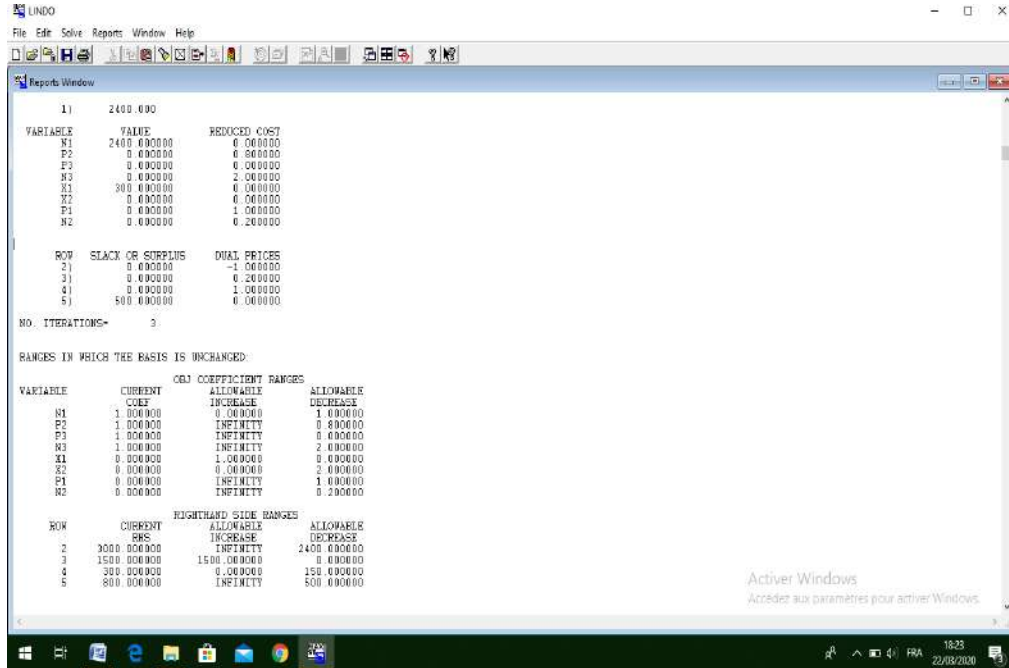 LINDO
File Edit Solve Reports Window Help
Reports Window
1) 2400.000
VARIABLE VALUE REDUCED COST
N1 2400.000000 0.000000
P2 0.000000 0.800000
P3 0.000000 0.000000
N3 0.000000 2.000000
X1 300.000000 0.000000
X2 0.000000 0.000000
P1 0.000000 1.000000
N2 0.000000 0.200000
ROW SLACK OR SURPLUS DUAL PRICES
2) 0.000000 -1.000000
3) 0.000000 0.200000
4) 0.000000 1.000000
5) 500.000000 0.000000
NO. ITERATIONS= 3
RANGES IN WHICH THE BASIS IS UNCHANGED:
OBJ COEFFICIENT RANGES
VARIABLE CURRENT ALLOWABLE ALLOWABLE
COEF INCREASE DECREASE
N1 1.000000 0.000000 1.000000
P2 1.000000 INFINITY 0.800000
P3 1.000000 INFINITY 0.000000
N3 1.000000 INFINITY 2.000000
X1 0.000000 1.000000 0.000000
X2 0.000000 0.000000 2.000000
P1 0.000000 INFINITY 1.000000
N2 0.000000 INFINITY 0.200000
RIGHTHAND SIDE RANGES
ROW CURRENT ALLOWABLE ALLOWABLE
RHS INCREASE DECREASE
2 3000.000000 INFINITY 2400.000000
3 1500.000000 1500.000000 0.000000
4 300.000000 0.000000 150.000000
5 800.000000 INFINITY 500.000000
Activer Windows
Accédez aux paramètres pour activer Windows.
FRA
18:23
22/03/2020